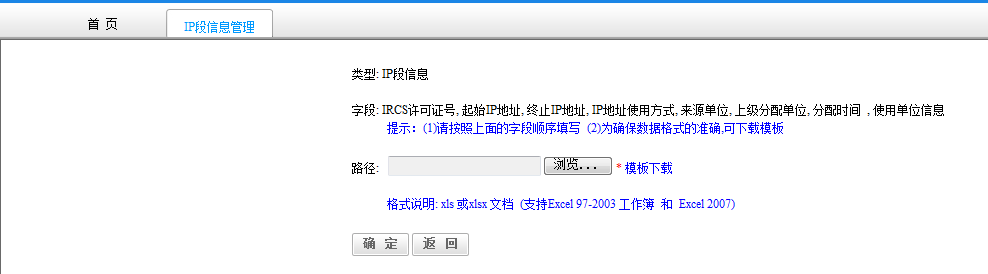 首 页 IP段信息管理
类型: IP段信息
字段: IRCS许可证号, 起始IP地址, 终止IP地址, IP地址使用方式, 来源单位, 上级分配单位, 分配时间 , 使用单位信息
提示：(1)请按照上面的字段顺序填写 (2)为确保数据格式的准确,可下载模板
路径: 浏览... * 模板下载
格式说明: xls 或xlsx 文档 (支持Excel 97-2003 工作簿 和 Excel 2007)
确 定 返 回